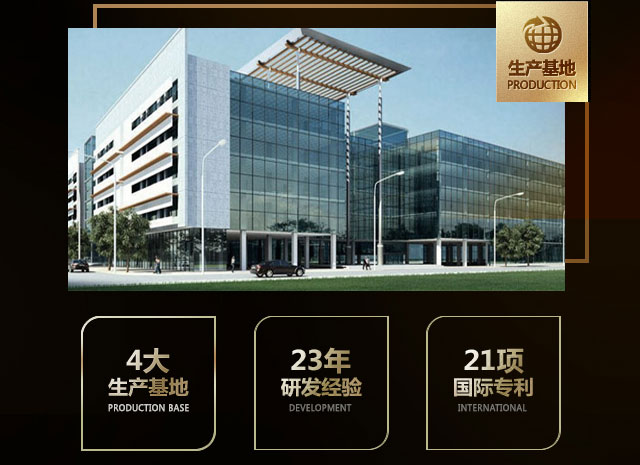 生产基地
PRODUCTION
4大
生产基地
PRODUCTION BASE
23年
研发经验
DEVELOPMENT
21项
国际专利
INTERNATIONAL